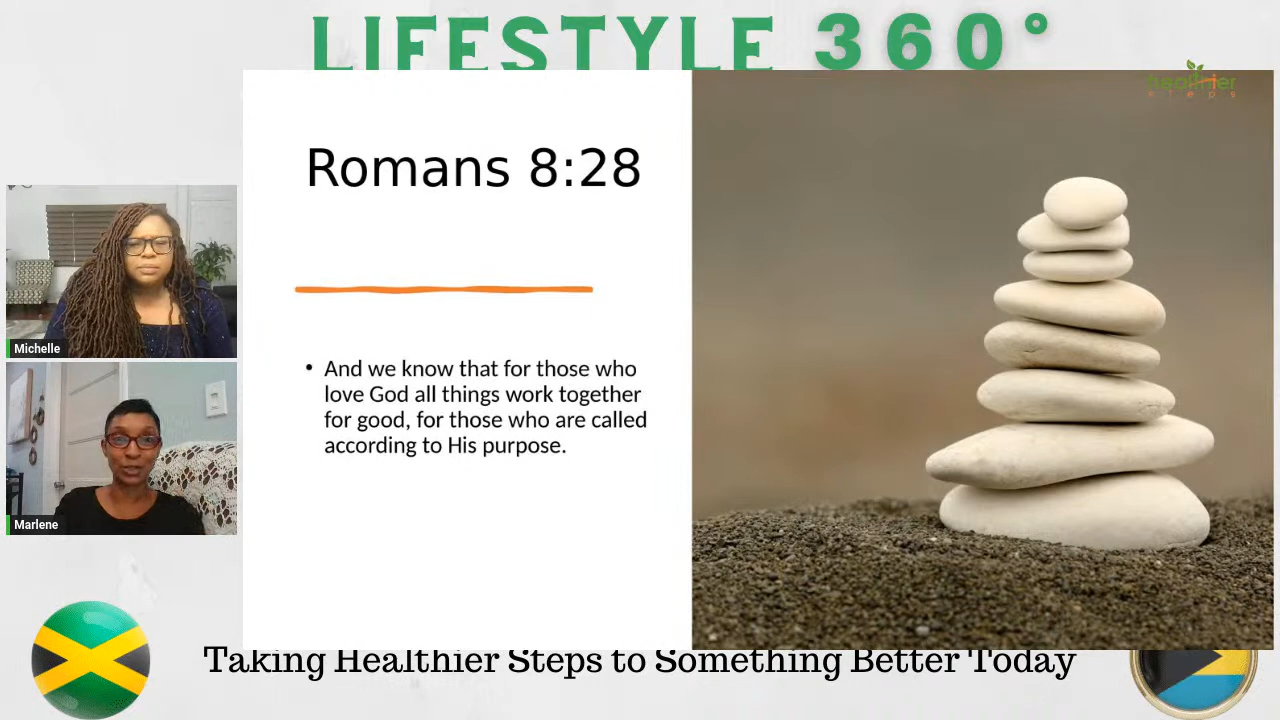 LIFESTYLE 360°
healthier
steps
Romans 8:28
• And we know that for those who
love God all things work together
for good, for those who are called
according to His purpose.
Michelle
Marlene
Taking Healthier Steps to Something Better Today